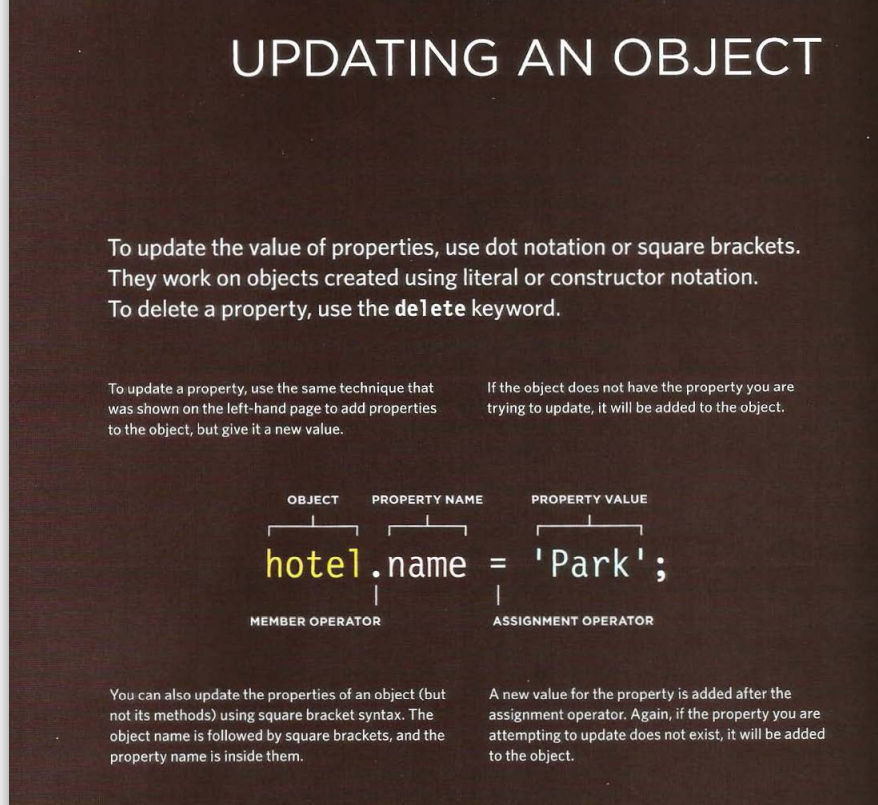 UPDATING AN OBJECT
To update the value of properties, use dot notation or square brackets.
They work on objects created using literal or constructor notation.
To delete a property, use the delete keyword.
To update a property, use the same technique that
was shown on the left-hand page to add properties
to the object, but give it a new value.
If the object does not have the property you are
trying to update, it will be added to the object.
OBJECT PROPERTY NAME PROPERTY VALUE
hotel.name = 'Park';
MEMBER OPERATOR ASSIGNMENT OPERATOR
You can also update the properties of an object (but
not its methods) using square bracket syntax. The
object name is followed by square brackets, and the
property name is inside them.
A new value for the property is added after the
assignment operator. Again, if the property you are
attempting to update does not exist, it will be added
to the object.